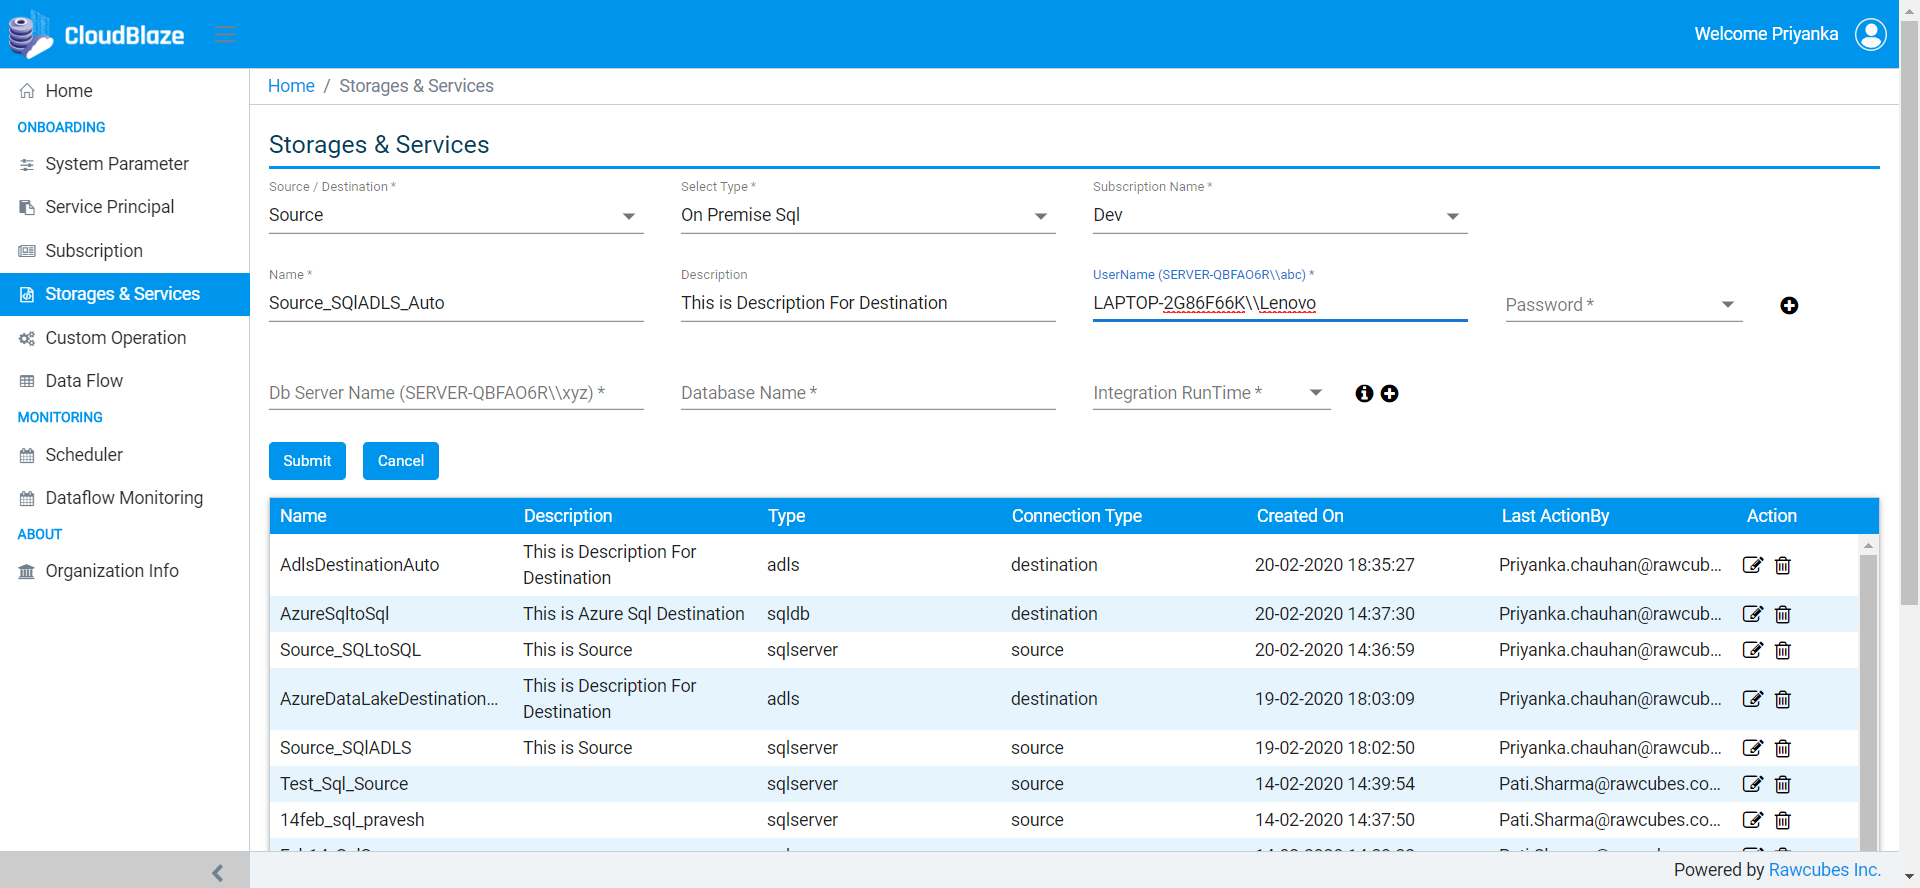 CloudBlaze
Welcome Priyanka
Home
ONBOARDING
System Parameter
Service Principal
Subscription
Storages & Services
Custom Operation
Data Flow
MONITORING
Scheduler
Dataflow Monitoring
ABOUT
Organization Info
Home / Storages & Services
Storages & Services
Source / Destination * Select Type * Subscription Name *
Source On Premise Sql Dev
Name * Description UserName (SERVER-QBFAO6R\\abc) *
Source_SQlADLS_Auto This is Description For Destination LAPTOP-2G86F66K\\Lenovo Password *
Db Server Name (SERVER-QBFAO6R\\xyz) * Database Name * Integration RunTime *
Submit Cancel
Name Description Type Connection Type Created On Last ActionBy Action
AdlsDestinationAuto This is Description For Destination adls destination 20-02-2020 18:35:27 Priyanka.chauhan@rawcub...
AzureSqltoSql This is Azure Sql Destination sqldb destination 20-02-2020 14:37:30 Priyanka.chauhan@rawcub...
Source_SQLtoSQL This is Source sqlserver source 20-02-2020 14:36:59 Priyanka.chauhan@rawcub...
AzureDataLakeDestination... This is Description For Destination adls destination 19-02-2020 18:03:09 Priyanka.chauhan@rawcub...
Source_SQlADLS This is Source sqlserver source 19-02-2020 18:02:50 Priyanka.chauhan@rawcub...
Test_Sql_Source sqlserver source 14-02-2020 14:39:54 Pati.Sharma@rawcubes.co...
14feb_sql_pravesh sqlserver source 14-02-2020 14:37:50 Pati.Sharma@rawcubes.co...
Powered by Rawcubes Inc.